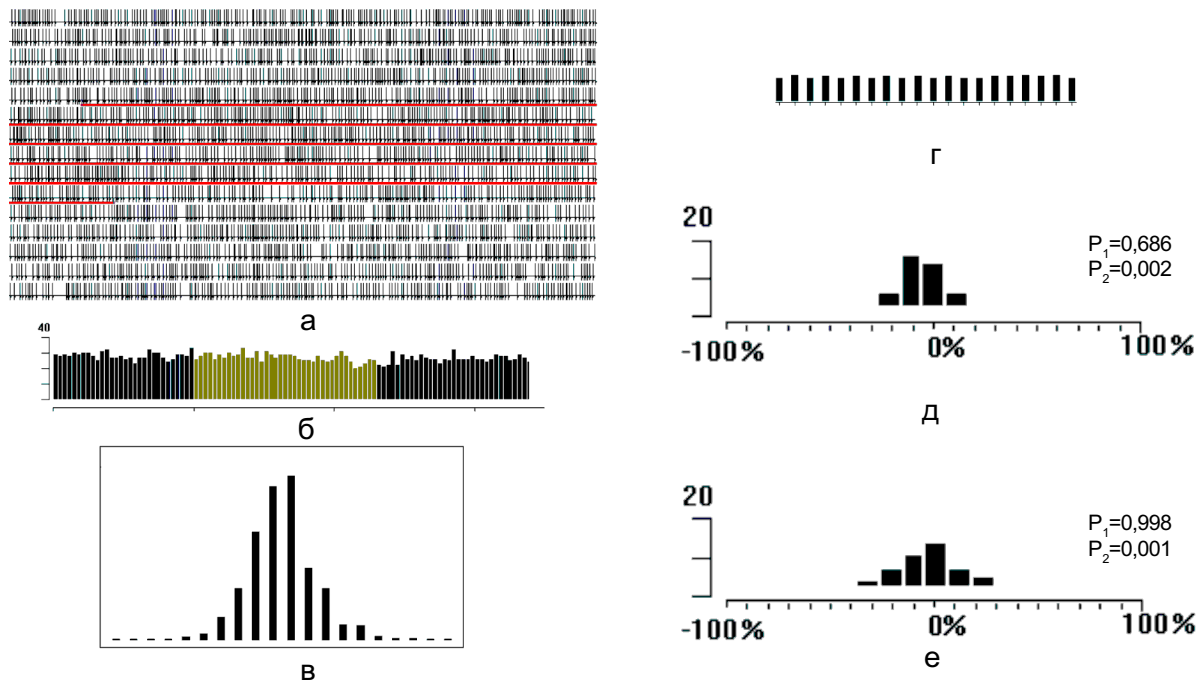 а
40
б
в
г
20
P₁=0,686
P₂=0,002
-100% 0% 100%
д
20
P₁=0,998
P₂=0,001
-100% 0% 100%
е